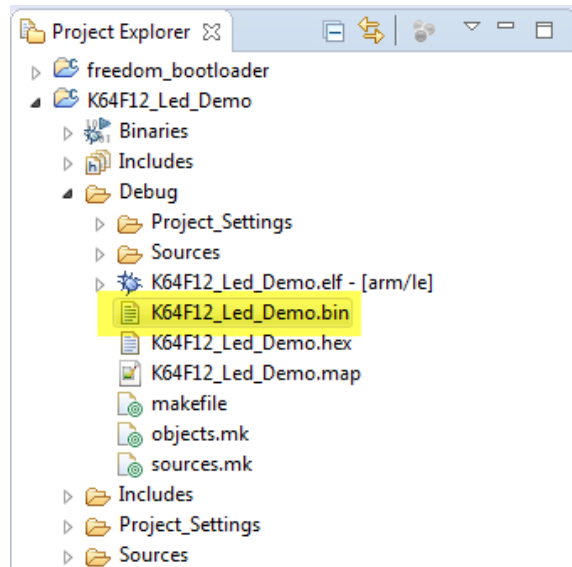 Project Explorer
freedom_bootloader
K64F12_Led_Demo
Binaries
Includes
Debug
Project_Settings
Sources
K64F12_Led_Demo.elf - [arm/le]
K64F12_Led_Demo.bin
K64F12_Led_Demo.hex
K64F12_Led_Demo.map
makefile
objects.mk
sources.mk
Includes
Project_Settings
Sources